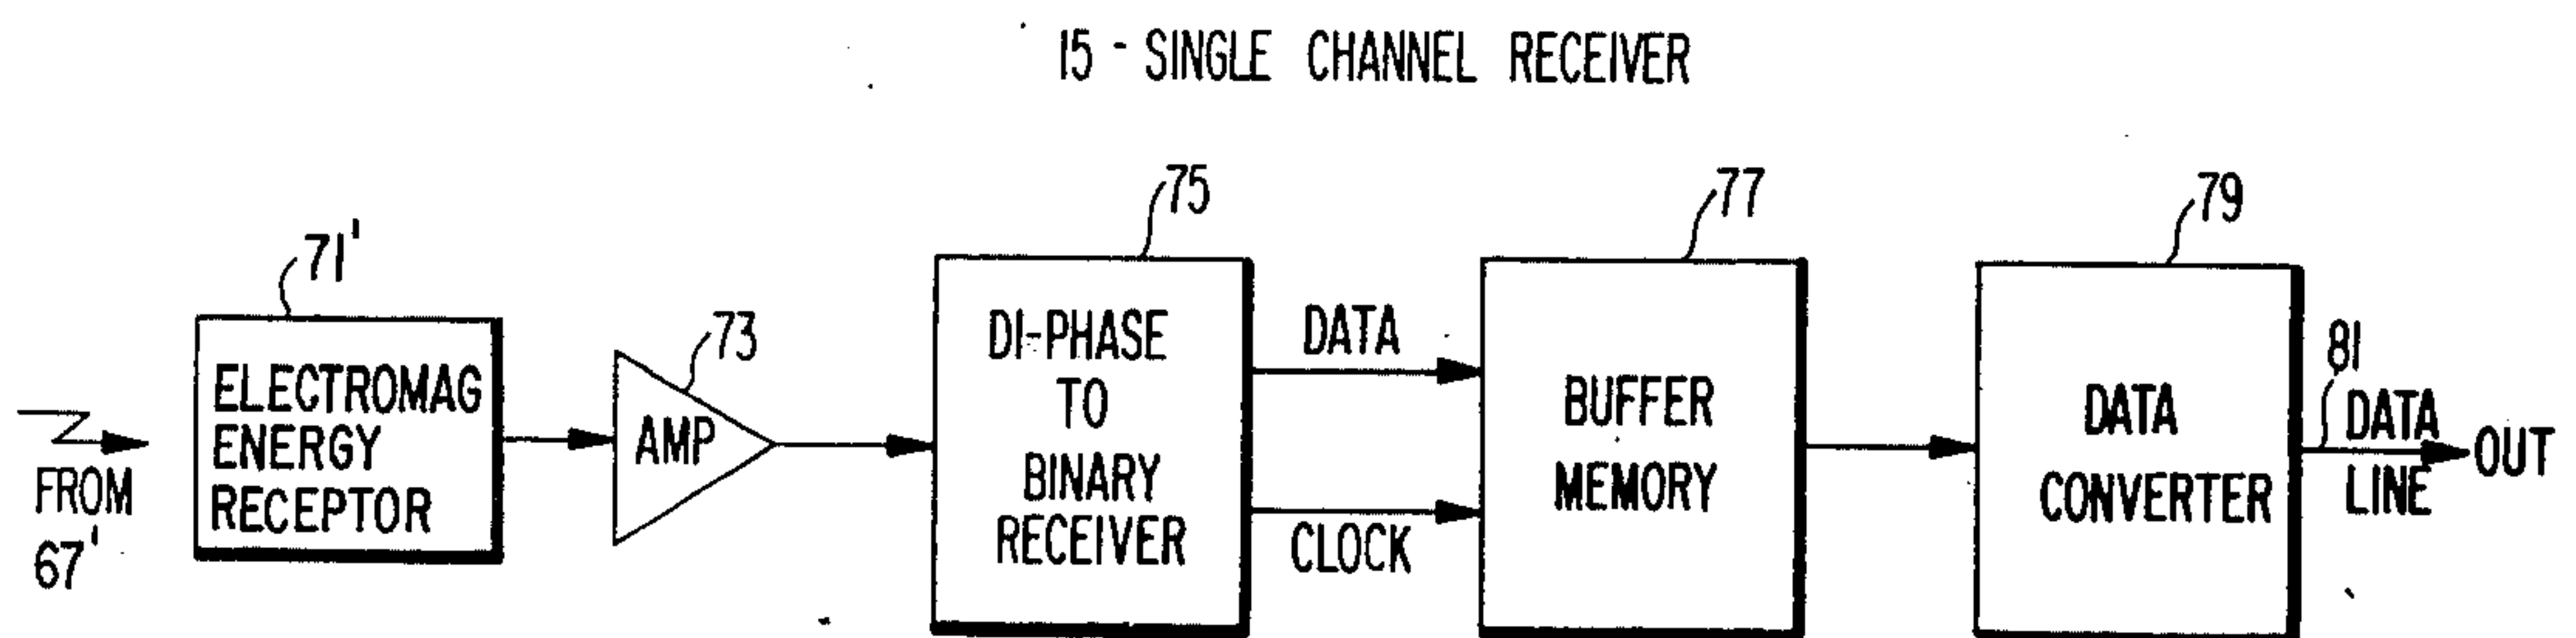 15 - SINGLE CHANNEL RECEIVER
71'
73
75
77
79
81
FROM
67'
ELECTROMAG
ENERGY
RECEPTOR
AMP
DI-PHASE
TO
BINARY
RECEIVER
DATA
CLOCK
BUFFER
MEMORY
DATA
CONVERTER
DATA
LINE
OUT